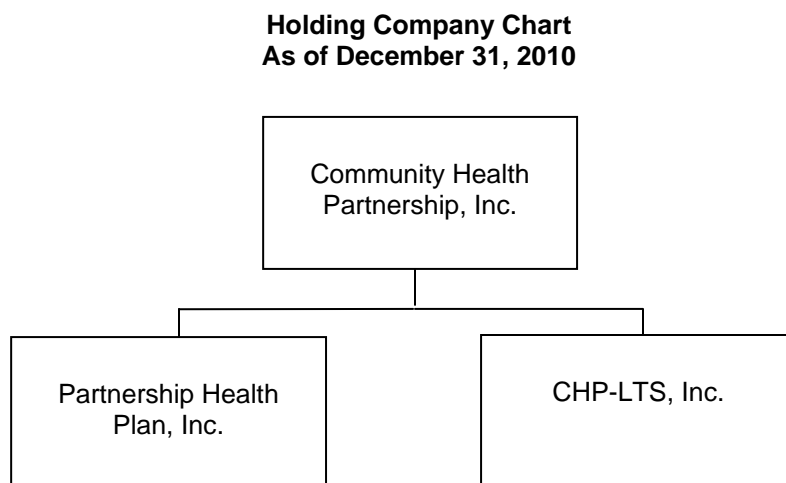 Holding Company Chart
As of December 31, 2010
Community Health
Partnership, Inc.
Partnership Health
Plan, Inc.
CHP-LTS, Inc.